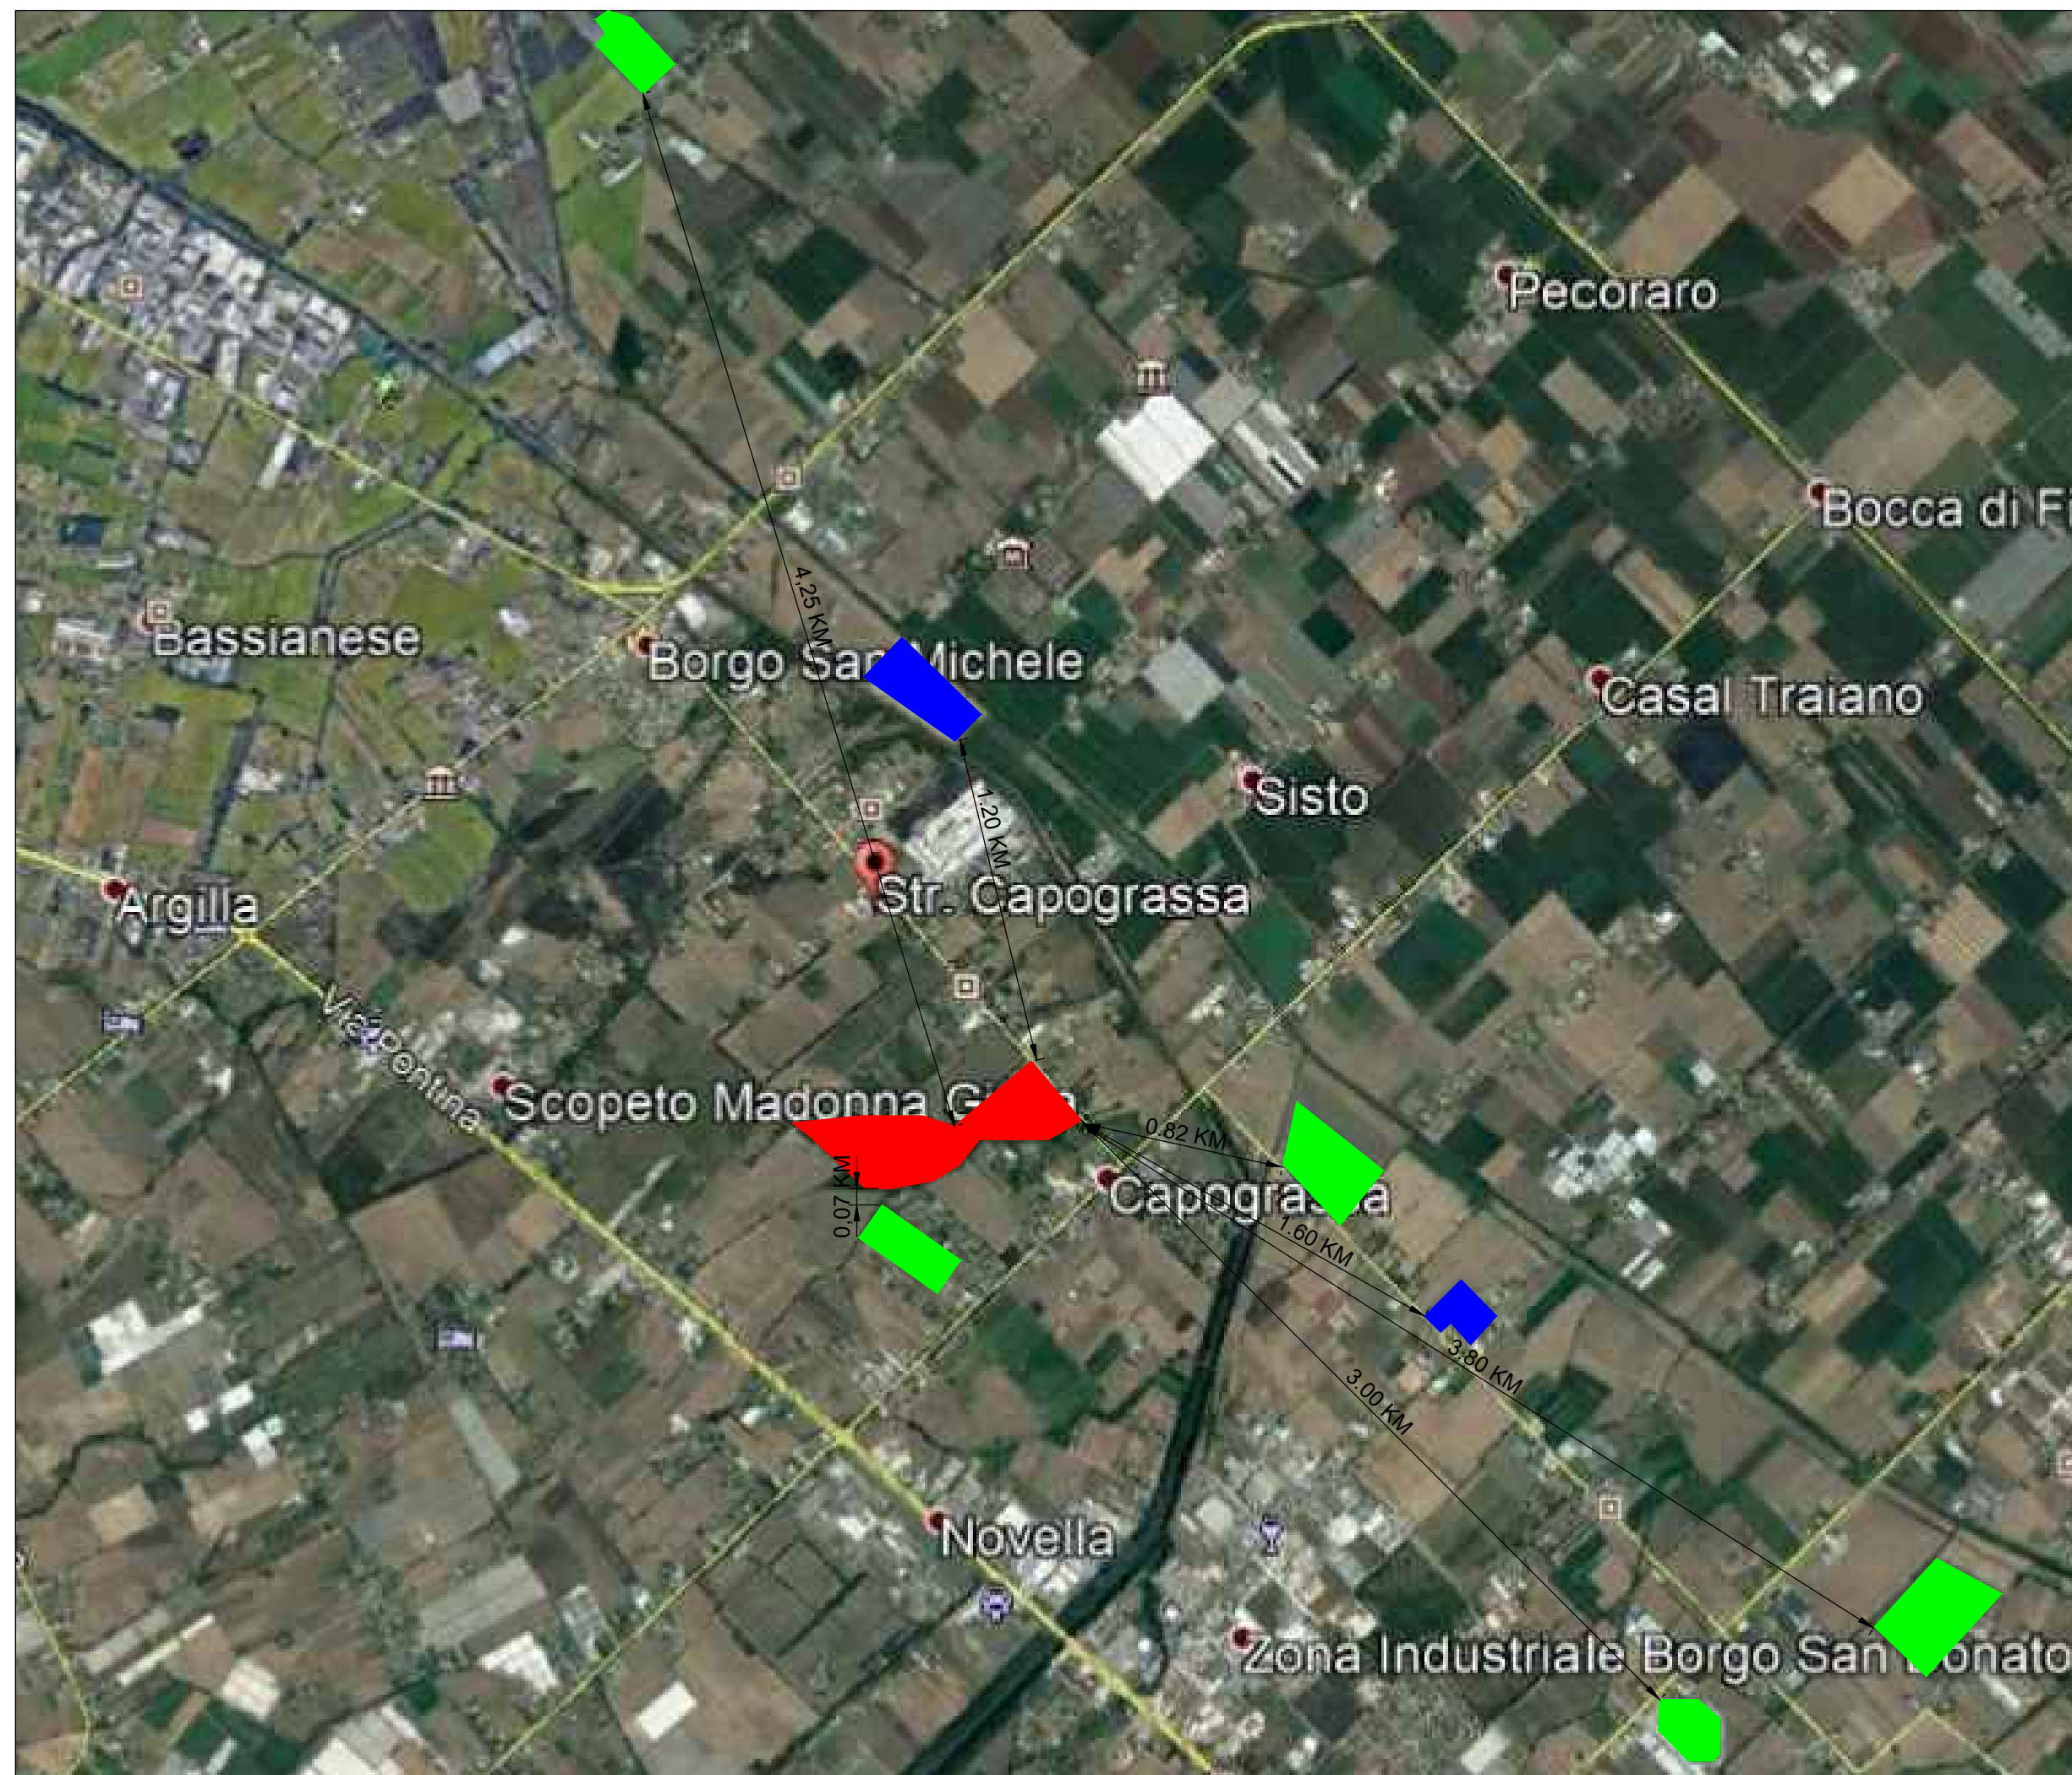 Pecoraro
Bocca di F
4,25 KM
Bassianese
Borgo San Michele
Casal Traiano
1.20 KM
Sisto
Argilla
Str. Capograssa
Via Pontina
Scopeto Madonna G
0.82 KM
0,07 KM
Capograssa
1.60 KM
3.80 KM
3.00 KM
Novella
Zona Industriale Borgo San Donato